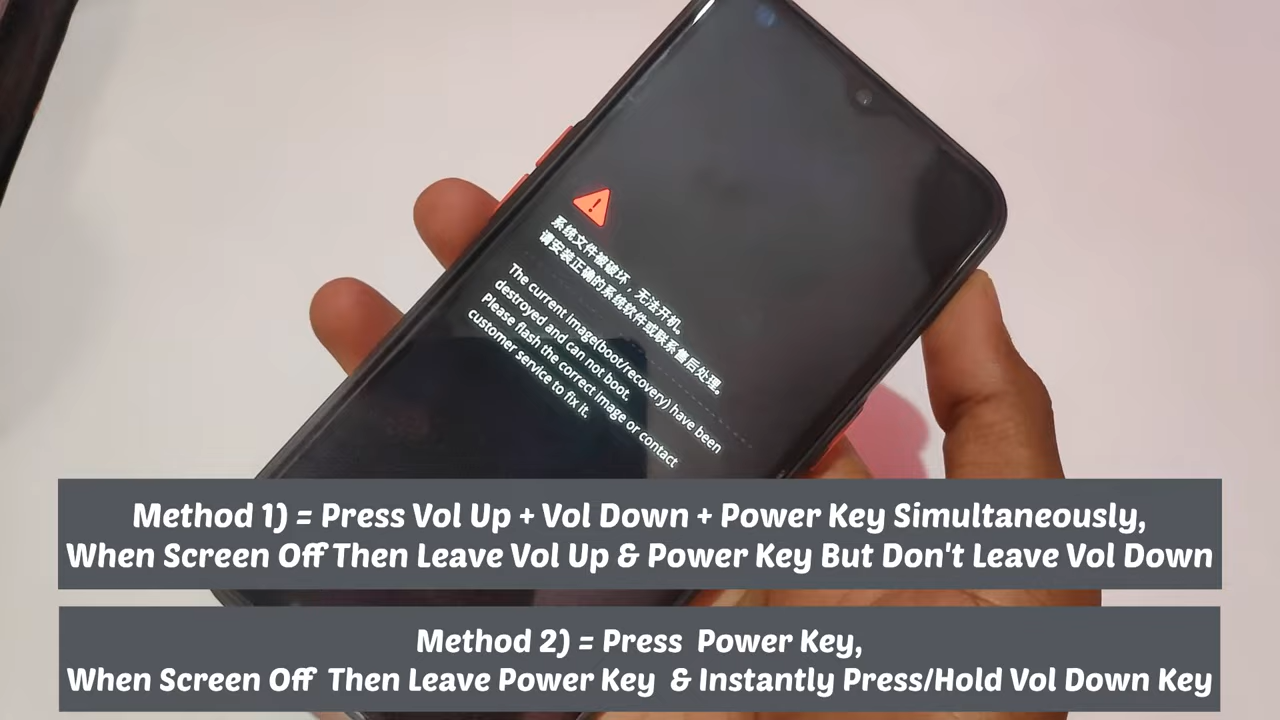 系统文件被破坏，无法开机。
请安装正确的系统软件或联系售后处理。
The current image(boot/recovery) have been
destroyed and can not boot.
Please flash the correct image or contact
customer service to fix it.
Method 1) = Press Vol Up + Vol Down + Power Key Simultaneously,
When Screen Off Then Leave Vol Up & Power Key But Don't Leave Vol Down
Method 2) = Press Power Key,
When Screen Off Then Leave Power Key & Instantly Press/Hold Vol Down Key